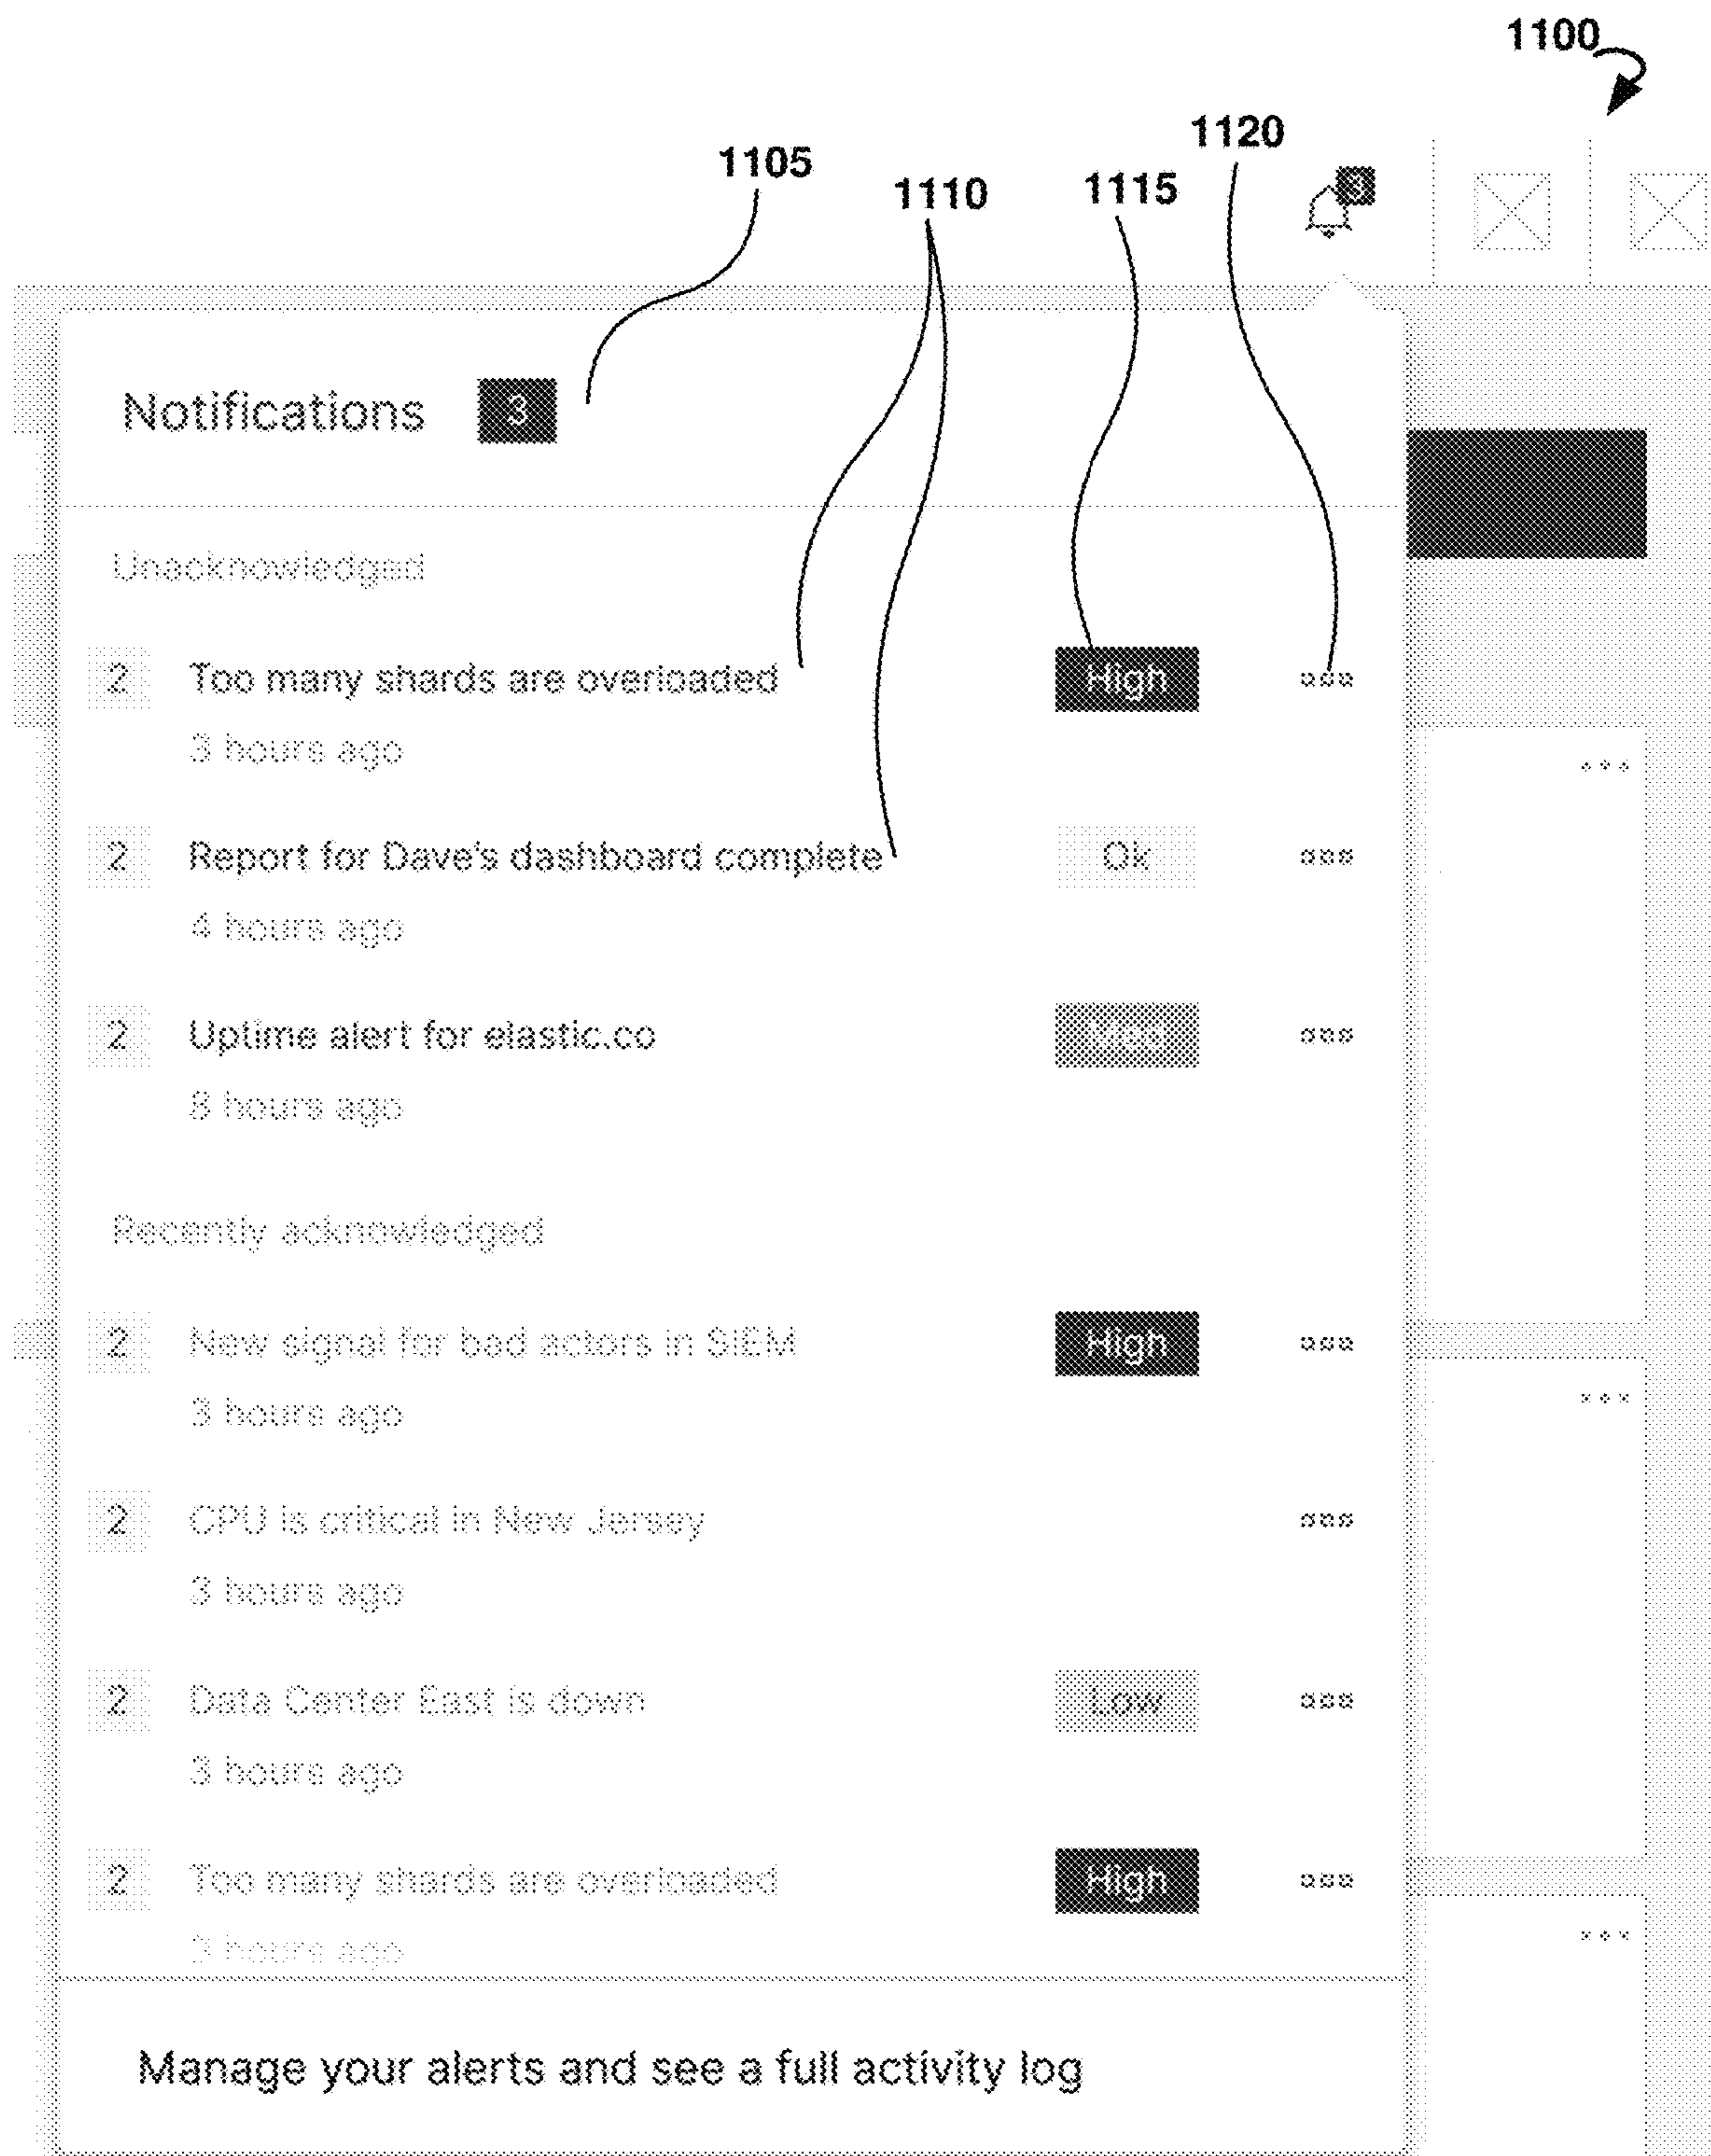 1100
1120
1105
1110
1115
3
Notifications 3
Unacknowledged
2 Too many shards are overloaded High
3 hours ago
2 Report for Dave's dashboard complete Ok
4 hours ago
2 Uptime alert for elastic.co Med
8 hours ago
Recently acknowledged
2 New signal for bad actors in SIEM High
3 hours ago
2 CPU is critical in New Jersey
3 hours ago
2 Data Center East is down Low
3 hours ago
2 Too many shards are overloaded High
3 hours ago
Manage your alerts and see a full activity log